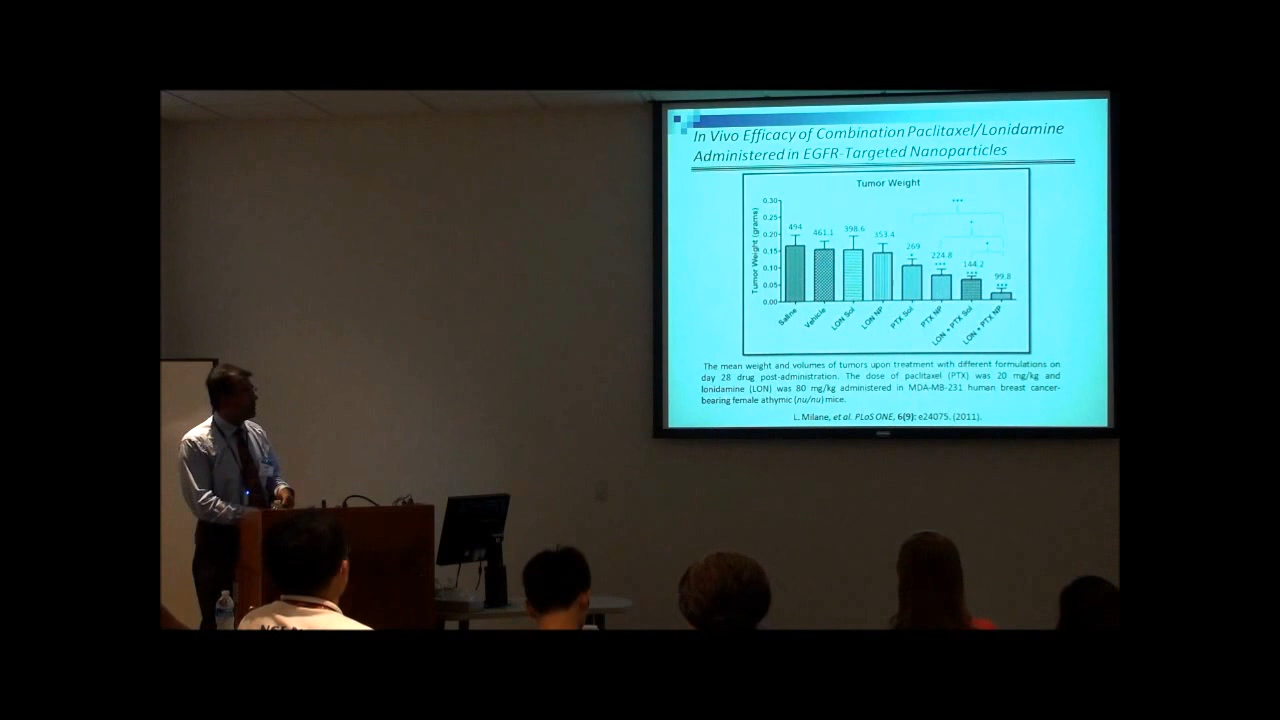 In Vivo Efficacy of Combination Paclitaxel/Lonidamine
Administered in EGFR-Targeted Nanoparticles
Tumor Weight
Tumor Weight (grams)
0.30
0.25
0.20
0.15
0.10
0.05
0.00
494
461.1
398.6
353.4
269
*
224.8
***
144.2
***
99.8
***
***
*
*
Saline
Vehicle
LON Sol
LON NP
PTX Sol
PTX NP
LON + PTX Sol
LON + PTX NP
The mean weight and volumes of tumors upon treatment with different formulations on
day 28 drug post-administration. The dose of paclitaxel (PTX) was 20 mg/kg and
lonidamine (LON) was 80 mg/kg administered in MDA-MB-231 human breast cancer-
bearing female athymic (nu/nu) mice.
L. Milane, et al. PLoS ONE, 6(9): e24075. (2011).